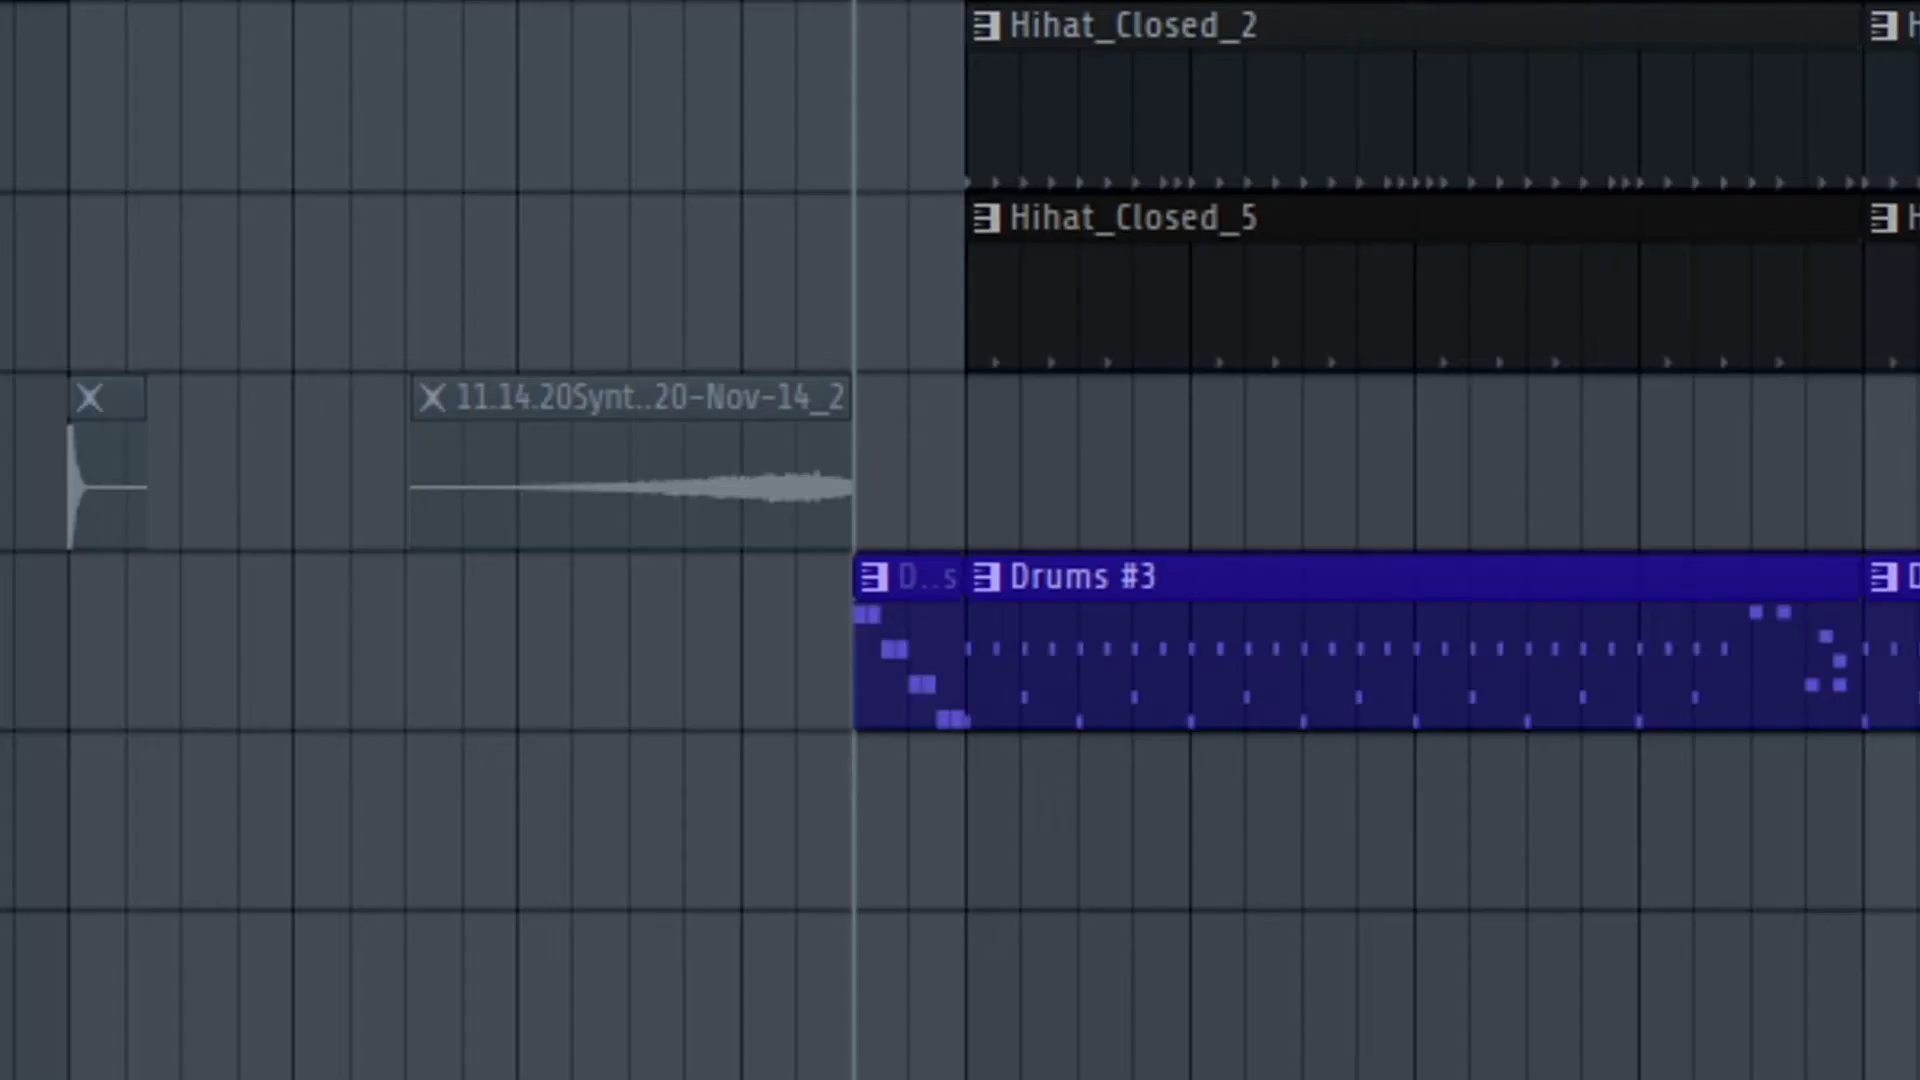 Hihat_Closed_2
H
Hihat_Closed_5
H
11.14.20Synt..20-Nov-14_2
D..s
Drums #3
D